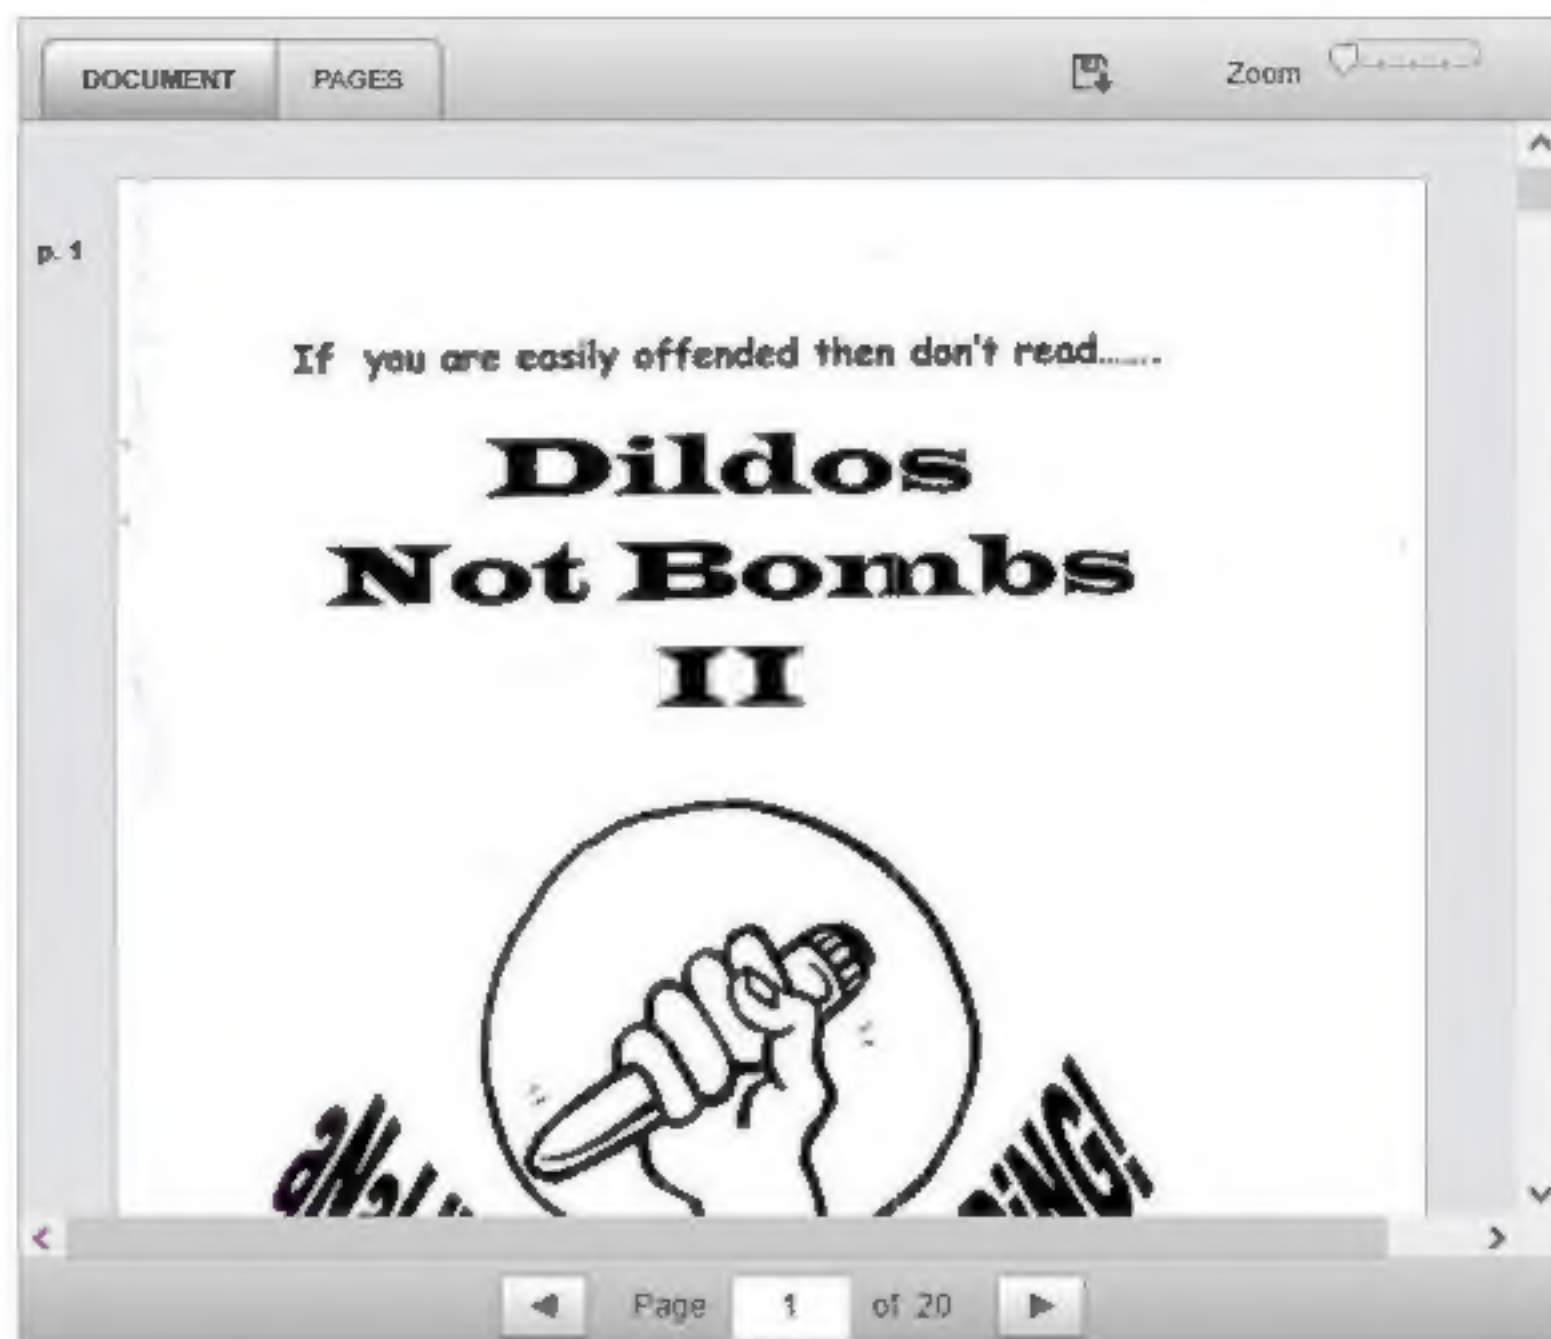 DOCUMENT PAGES Zoom
p. 1
If you are easily offended then don't read.......
Dildos
Not Bombs
II
Page 1 of 20